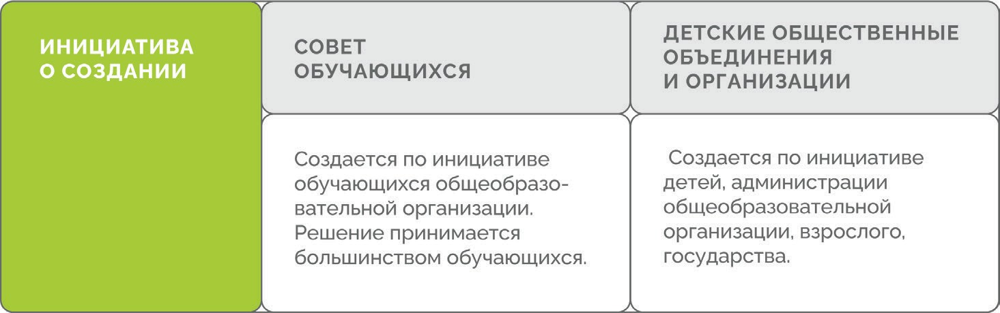 ИНИЦИАТИВА
О СОЗДАНИИ
СОВЕТ
ОБУЧАЮЩИХСЯ
ДЕТСКИЕ ОБЩЕСТВЕННЫЕ
ОБЪЕДИНЕНИЯ
И ОРГАНИЗАЦИИ
Создается по инициативе
обучающихся общеобразо-
вательной организации.
Решение принимается
большинством обучающихся.
Создается по инициативе
детей, администрации
общеобразовательной
организации, взрослого,
государства.